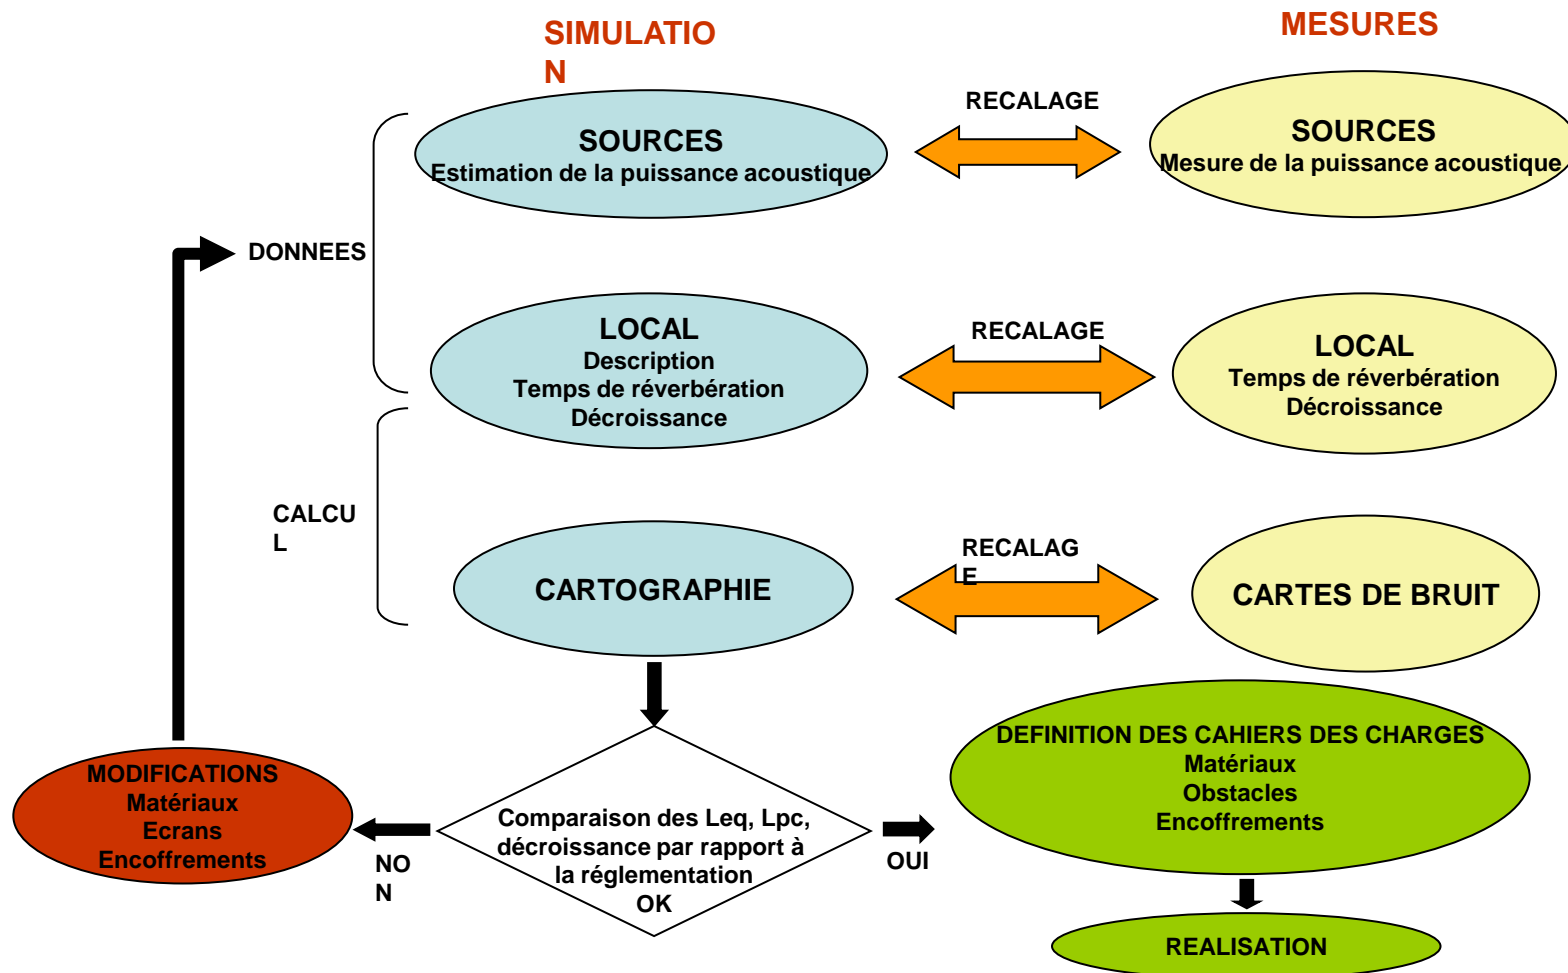 SIMULATIO
N
MESURES
RECALAGE
SOURCES
Estimation de la puissance acoustique
SOURCES
Mesure de la puissance acoustique
DONNEES
LOCAL
Description
Temps de réverbération
Décroissance
RECALAGE
LOCAL
Temps de réverbération
Décroissance
CALCU
L
CARTOGRAPHIE
RECALAG
E
CARTES DE BRUIT
MODIFICATIONS
Matériaux
Ecrans
Encoffrements
NO
N
Comparaison des Leq, Lpc,
décroissance par rapport à
la réglementation
OK
OUI
DEFINITION DES CAHIERS DES CHARGES
Matériaux
Obstacles
Encoffrements
REALISATION